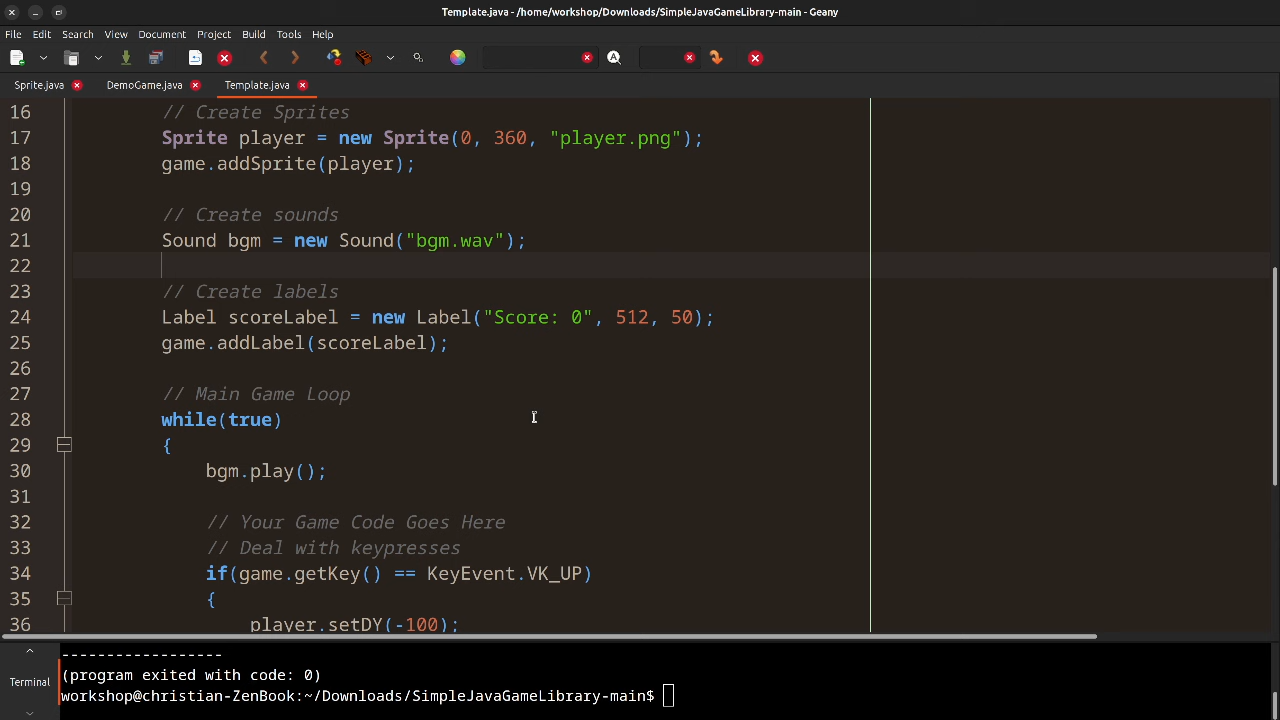 Template.java - /home/workshop/Downloads/SimpleJavaGameLibrary-main - Geany
File Edit Search View Document Project Build Tools Help
Sprite.java DemoGame.java Template.java
16 // Create Sprites
17 Sprite player = new Sprite(0, 360, "player.png");
18 game.addSprite(player);
19
20 // Create sounds
21 Sound bgm = new Sound("bgm.wav");
22
23 // Create labels
24 Label scoreLabel = new Label("Score: 0", 512, 50);
25 game.addLabel(scoreLabel);
26
27 // Main Game Loop
28 while(true)
29 {
30 bgm.play();
31
32 // Your Game Code Goes Here
33 // Deal with keypresses
34 if(game.getKey() == KeyEvent.VK_UP)
35 {
36 player.setDY(-100);
------------------
(program exited with code: 0)
Terminal
workshop@christian-ZenBook:~/Downloads/SimpleJavaGameLibrary-main$